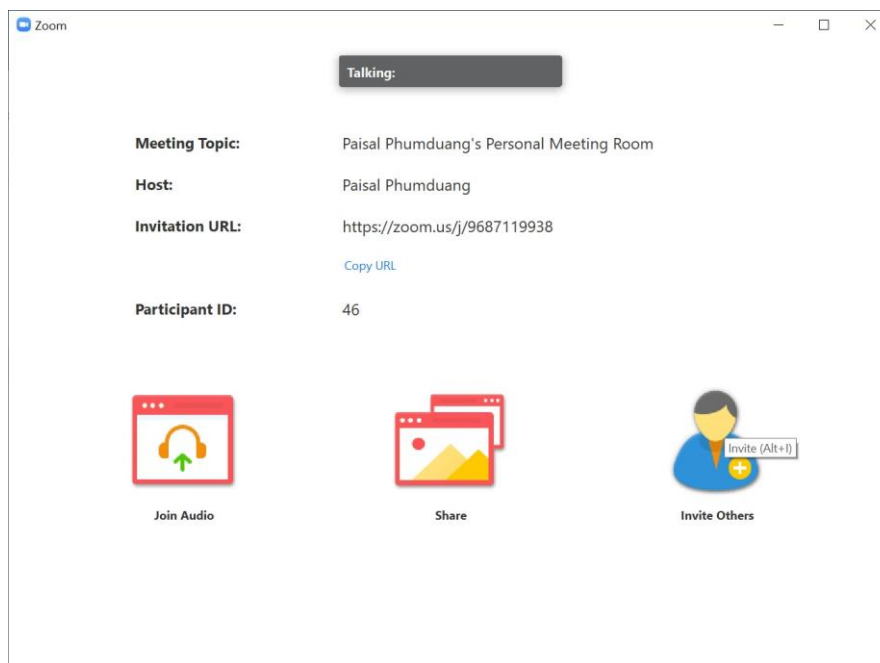 Zoom
Talking:
Meeting Topic: Paisal Phumduang's Personal Meeting Room
Host: Paisal Phumduang
Invitation URL: https://zoom.us/j/9687119938
Copy URL
Participant ID: 46
Invite (Alt+I)
Join Audio Share Invite Others